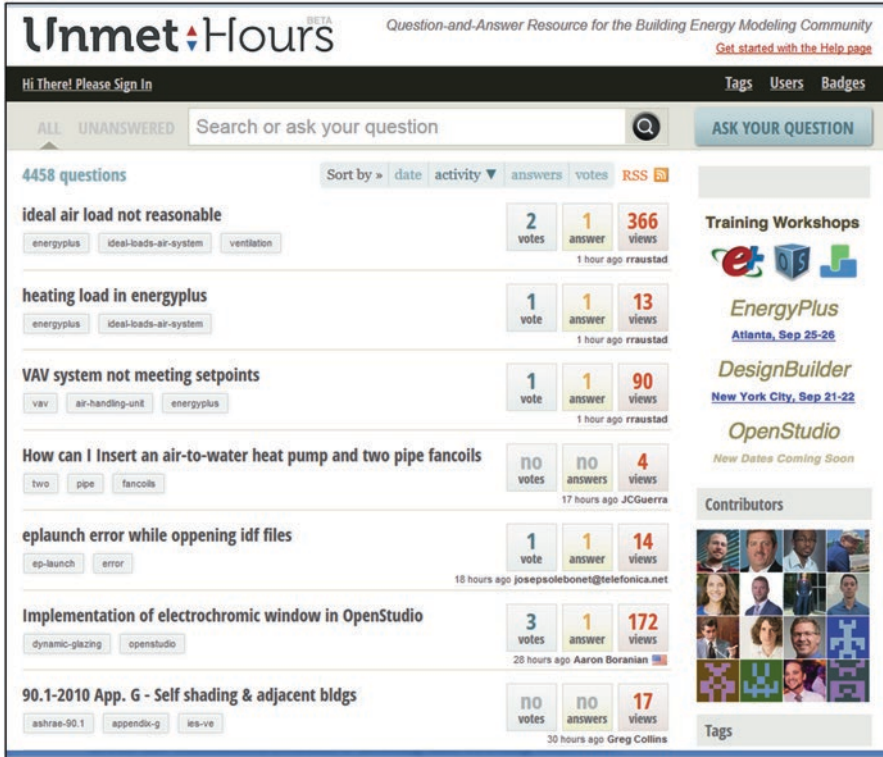 Unmet Hours BETA
Question-and-Answer Resource for the Building Energy Modeling Community
Get started with the Help page
Hi There! Please Sign In
Tags Users Badges
ALL UNANSWERED
Search or ask your question
ASK YOUR QUESTION
4458 questions
Sort by » date activity ▼ answers votes RSS
ideal air load not reasonable
energyplus ideal-loads-air-system ventilation
2 1 366
votes answer views
1 hour ago rraustad
heating load in energyplus
energyplus ideal-loads-air-system
1 1 13
vote answer views
1 hour ago rraustad
VAV system not meeting setpoints
vav air-handling-unit energyplus
1 1 90
vote answer views
1 hour ago rraustad
How can I Insert an air-to-water heat pump and two pipe fancoils
two pipe fancoils
no no 4
votes answers views
17 hours ago JCGuerra
eplaunch error while oppening idf files
ep-launch error
1 1 14
vote answer views
18 hours ago josepsolebonet@telefonica.net
Implementation of electrochromic window in OpenStudio
dynamic-glazing openstudio
3 1 172
votes answer views
28 hours ago Aaron Boranian
90.1-2010 App. G - Self shading & adjacent bldgs
ashrae-90.1 appendix-g ies-ve
no no 17
votes answers views
30 hours ago Greg Collins
Training Workshops
e+ OS
EnergyPlus
Atlanta, Sep 25-26
DesignBuilder
New York City, Sep 21-22
OpenStudio
New Dates Coming Soon
Contributors
Tags